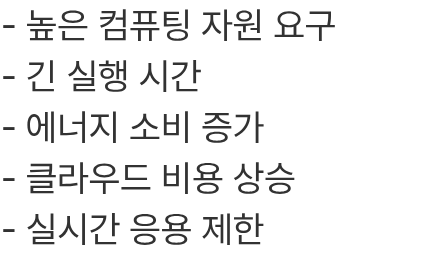 - 높은 컴퓨팅 자원 요구
- 긴 실행 시간
- 에너지 소비 증가
- 클라우드 비용 상승
- 실시간 응용 제한